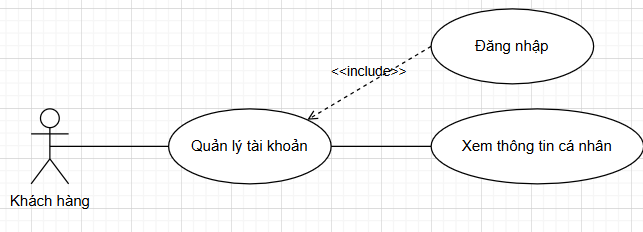 Đăng nhập
<<include>>
Quản lý tài khoản
Xem thông tin cá nhân
Khách hàng